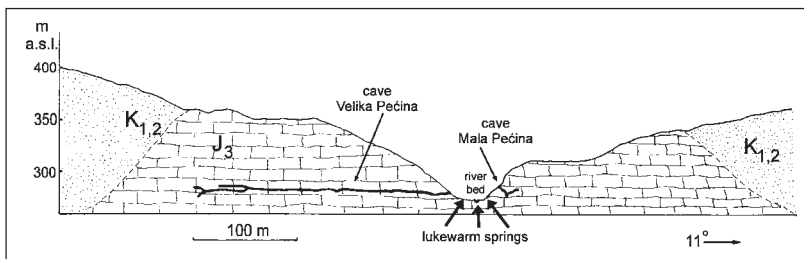 m
a.s.l.
400
350
300
K1,2
J3
cave
Velika Pećina
cave
Mala Pećina
river
bed
K1,2
100 m
lukewarm springs
11°